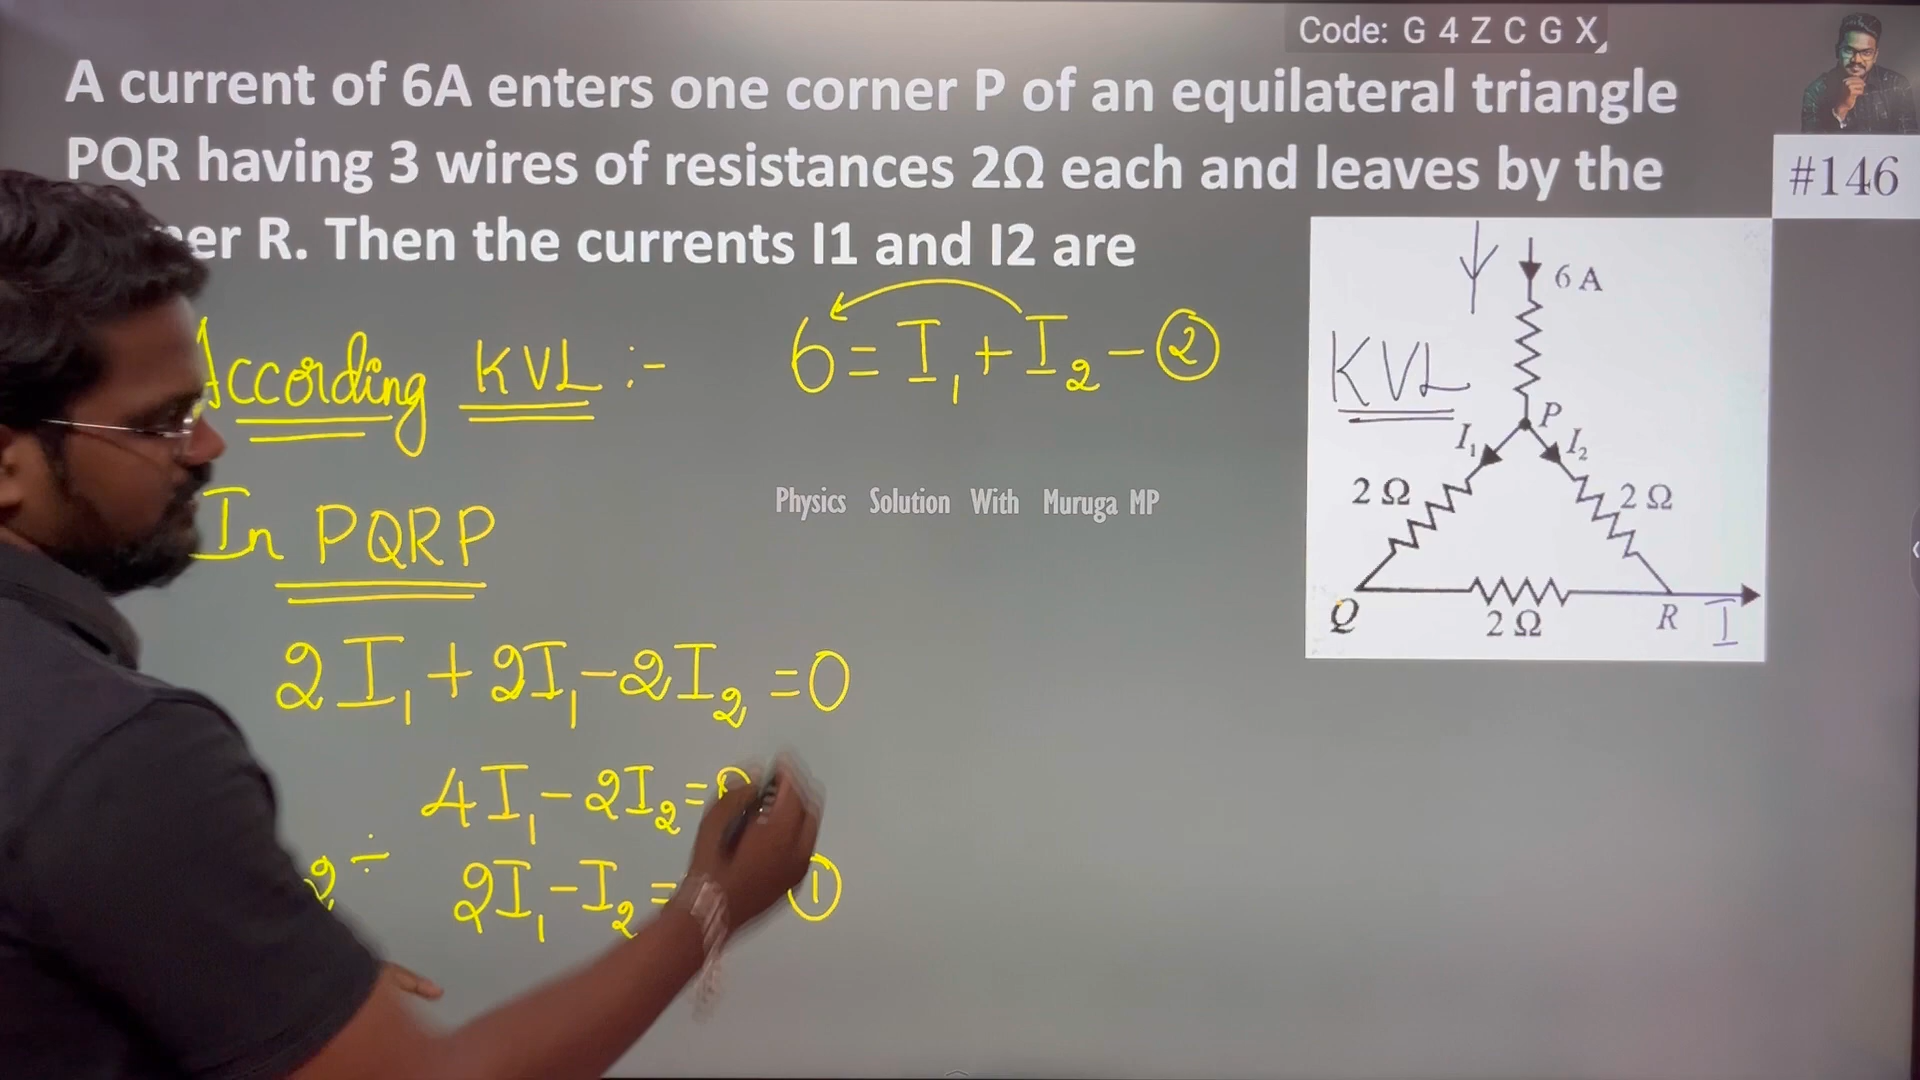 Code: G 4 Z C G X
A current of 6A enters one corner P of an equilateral triangle
PQR having 3 wires of resistances 2Ω each and leaves by the
#146
er R. Then the currents I1 and I2 are
According KVL :-
6 = I₁ + I₂ - ②
6 A
KVL
P
I₁
I₂
Physics Solution With Muruga MP
2 Ω
2 Ω
In PQRP
Q
2 Ω
R
I
2I₁ + 2I₁ - 2I₂ = 0
4I₁ - 2I₂ =
2 ÷
2I₁ - I₂ =
①